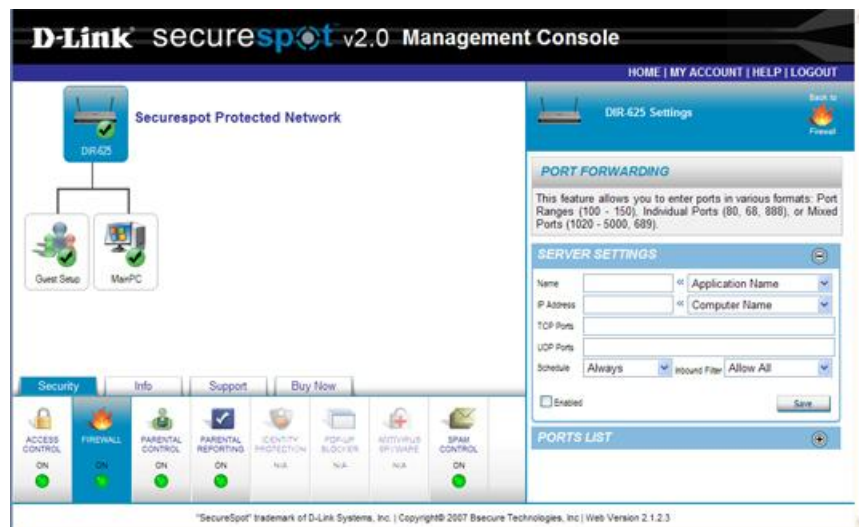 D-Link securespot v2.0 Management Console
HOME | MY ACCOUNT | HELP | LOGOUT
DIR-625
Securespot Protected Network
Guest Setup
MainPC
DIR-625 Settings
Back to
Firewall
PORT FORWARDING
This feature allows you to enter ports in various formats: Port
Ranges (100 - 150), Individual Ports (80, 68, 888), or Mixed
Ports (1020 - 5000, 689).
SERVER SETTINGS
Name << Application Name
IP Address << Computer Name
TCP Ports
UDP Ports
Schedule Always Inbound Filter Allow All
Enabled Save
PORTS LIST
Security Info Support Buy Now
ACCESS CONTROL ON
FIREWALL ON
PARENTAL CONTROL ON
PARENTAL REPORTING ON
IDENTITY PROTECTION N/A
POP-UP BLOCKER N/A
ANTIVIRUS SPYWARE N/A
SPAM CONTROL ON
"SecureSpot" trademark of D-Link Systems, Inc. | Copyright© 2007 Bsecure Technologies, Inc | Web Version 2.1.2.3